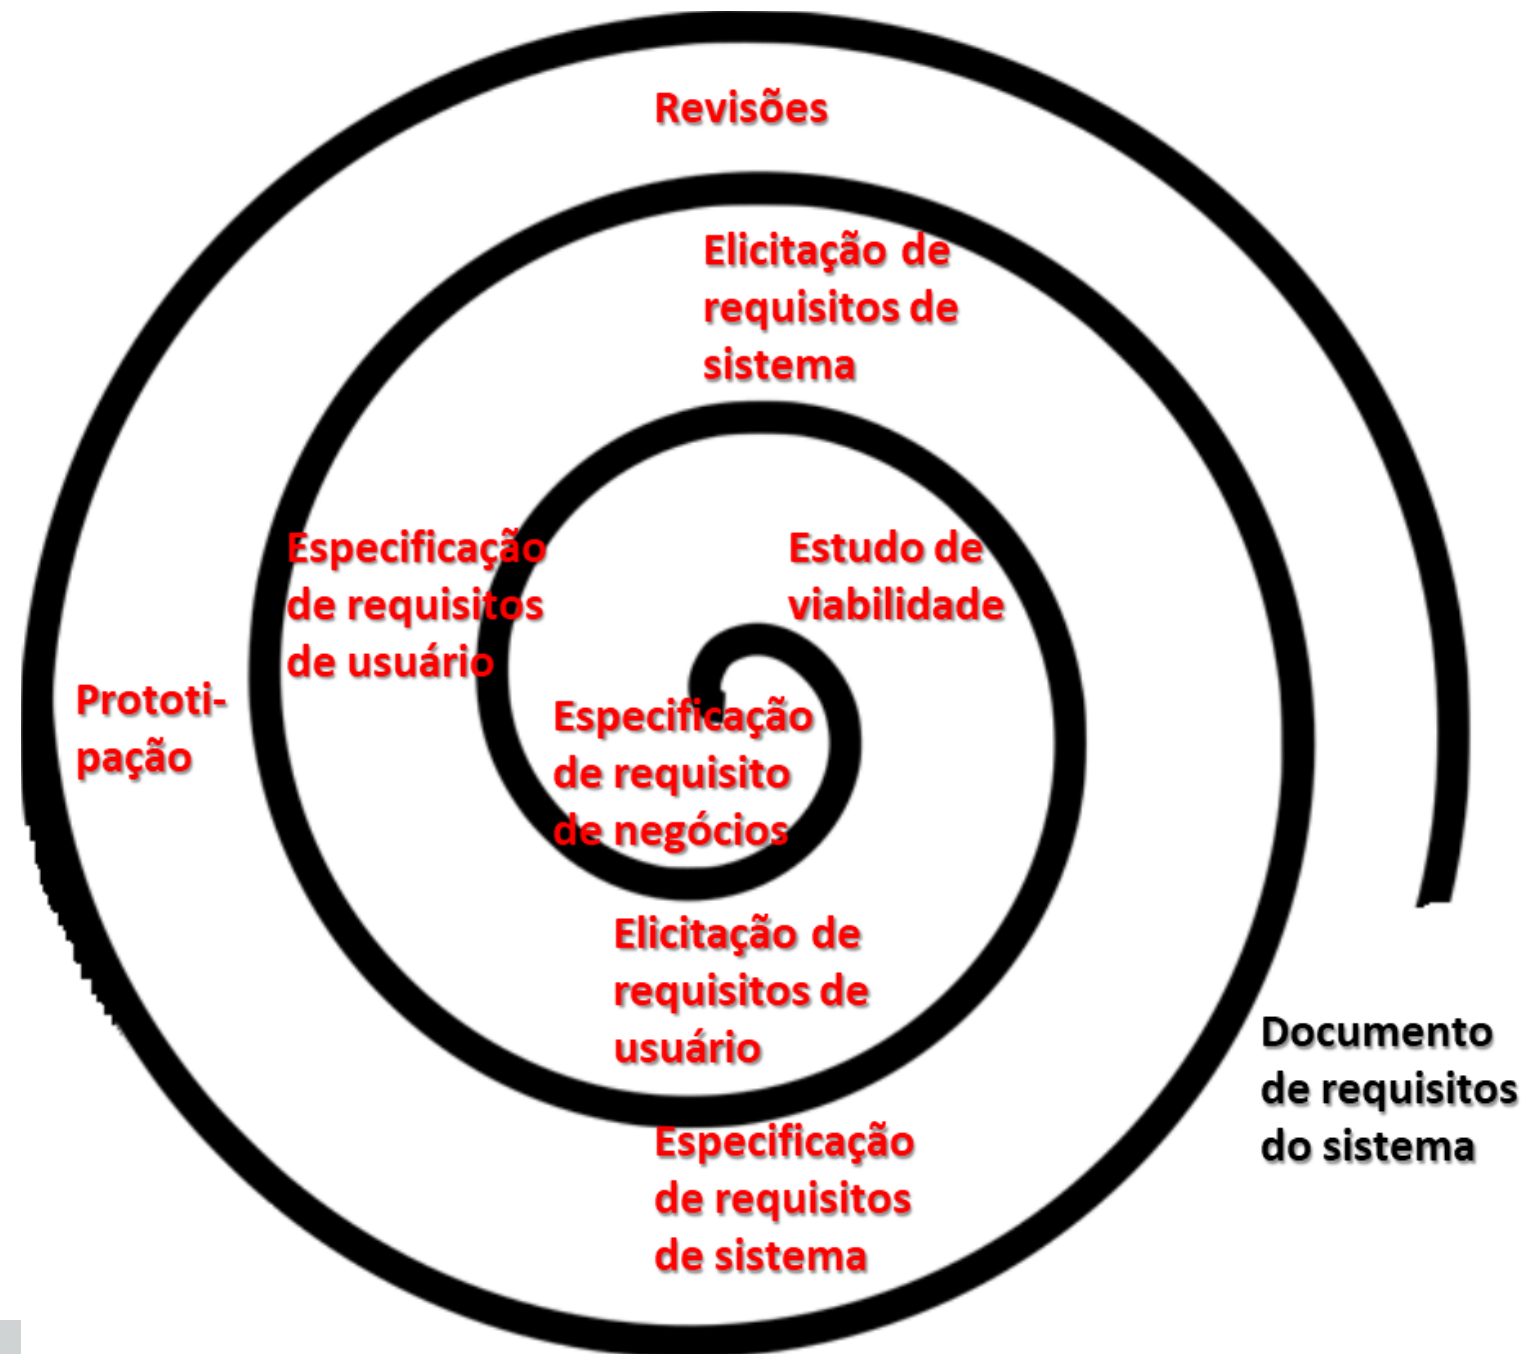 Revisões
Elicitação de
requisitos de
sistema
Especificação
de requisitos
de usuário
Estudo de
viabilidade
Prototi-
pação
Especificação
de requisito
de negócios
Elicitação de
requisitos de
usuário
Documento
de requisitos
do sistema
Especificação
de requisitos
de sistema